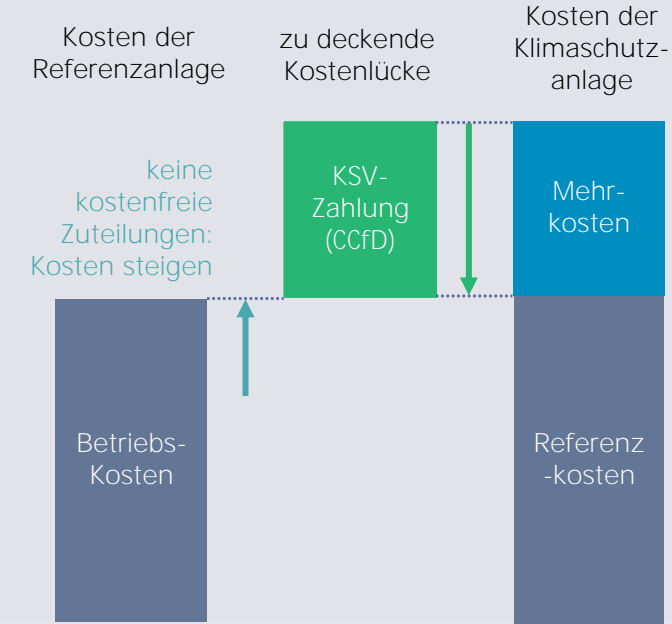 Kosten der
Referenzanlage
zu deckende
Kostenlücke
Kosten der
Klimaschutz-
anlage
keine
kostenfreie
Zuteilungen:
Kosten steigen
KSV-
Zahlung
(CCfD)
Mehr-
kosten
Betriebs-
Kosten
Referenz
-kosten